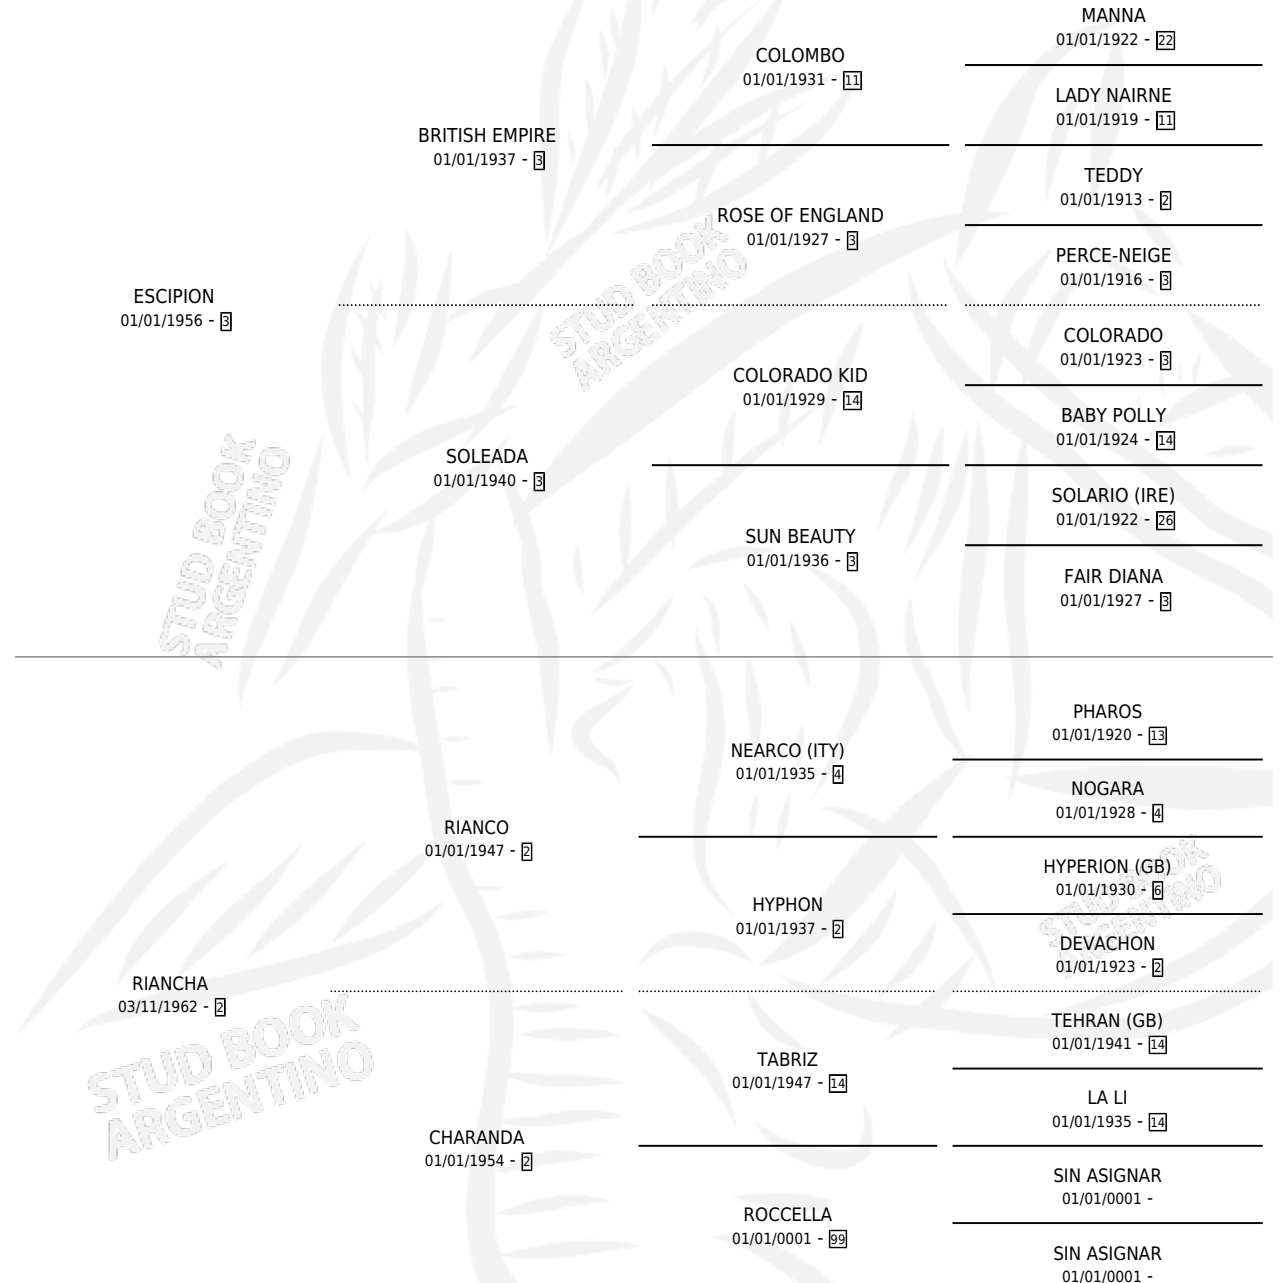 MANNA
01/01/1922 - 22
COLOMBO
01/01/1931 - 11
LADY NAIRNE
01/01/1919 - 11
BRITISH EMPIRE
01/01/1937 - 3
TEDDY
01/01/1913 - 2
ROSE OF ENGLAND
01/01/1927 - 3
PERCE-NEIGE
01/01/1916 - 3
ESCIPION
01/01/1956 - 3
COLORADO
01/01/1923 - 3
COLORADO KID
01/01/1929 - 14
BABY POLLY
01/01/1924 - 14
SOLEADA
01/01/1940 - 3
SOLARIO (IRE)
01/01/1922 - 26
SUN BEAUTY
01/01/1936 - 3
FAIR DIANA
01/01/1927 - 3
STUD BOOK
ARGENTINO
STUD BOOK
ARGENTINO
PHAROS
01/01/1920 - 13
NEARCO (ITY)
01/01/1935 - 4
NOGARA
01/01/1928 - 4
RIANCO
01/01/1947 - 2
HYPERION (GB)
01/01/1930 - 6
HYPHON
01/01/1937 - 2
DEVACHON
01/01/1923 - 2
RIANCHA
03/11/1962 - 2
TEHRAN (GB)
01/01/1941 - 14
TABRIZ
01/01/1947 - 14
LA LI
01/01/1935 - 14
CHARANDA
01/01/1954 - 2
SIN ASIGNAR
01/01/0001 -
ROCCELLA
01/01/0001 - 99
SIN ASIGNAR
01/01/0001 -
STUD BOOK
ARGENTINO
STUD BOOK
ARGENTINO